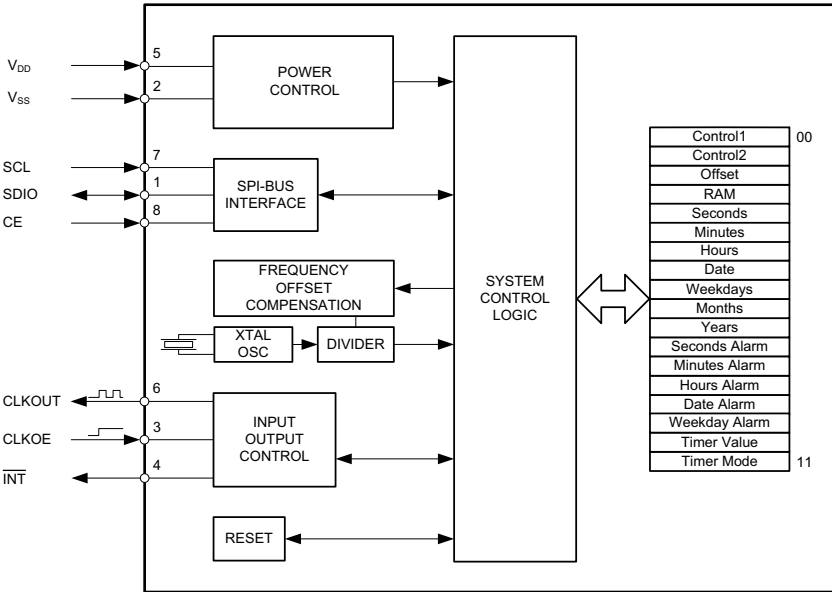 V_DD
5
V_SS
2
POWER
CONTROL
SCL
7
SDIO
1
CE
8
SPI-BUS
INTERFACE
FREQUENCY
OFFSET
COMPENSATION
XTAL
OSC
DIVIDER
CLKOUT
6
CLKOE
3
INT
4
INPUT
OUTPUT
CONTROL
RESET
SYSTEM
CONTROL
LOGIC
Control1 00
Control2
Offset
RAM
Seconds
Minutes
Hours
Date
Weekdays
Months
Years
Seconds Alarm
Minutes Alarm
Hours Alarm
Date Alarm
Weekday Alarm
Timer Value
Timer Mode 11